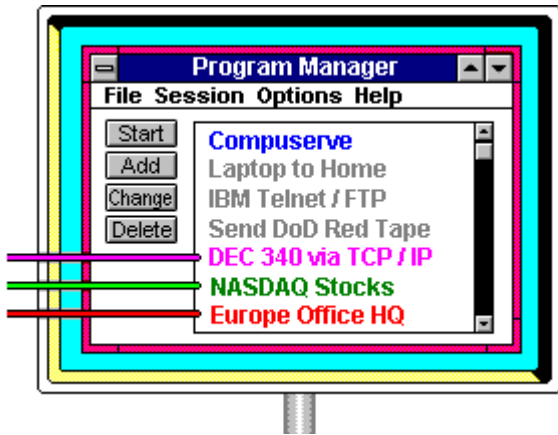 Program Manager
File Session Options Help
Start
Add
Change
Delete
Compuserve
Laptop to Home
IBM Telnet / FTP
Send DoD Red Tape
DEC 340 via TCP / IP
NASDAQ Stocks
Europe Office HQ